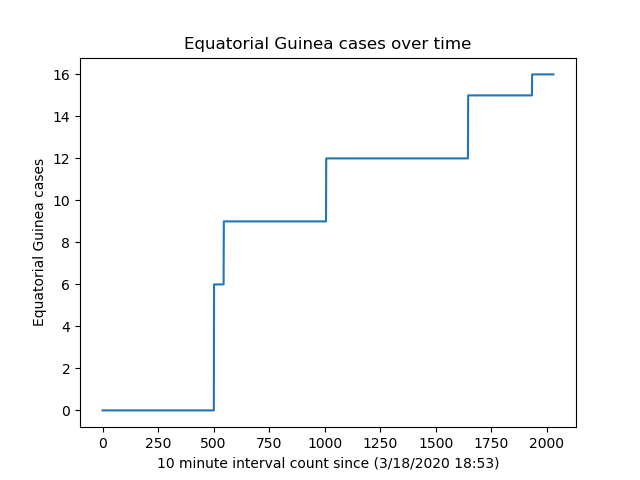 Equatorial Guinea cases over time
Equatorial Guinea cases
16
14
12
10
8
6
4
2
0
0 250 500 750 1000 1250 1500 1750 2000
10 minute interval count since (3/18/2020 18:53)